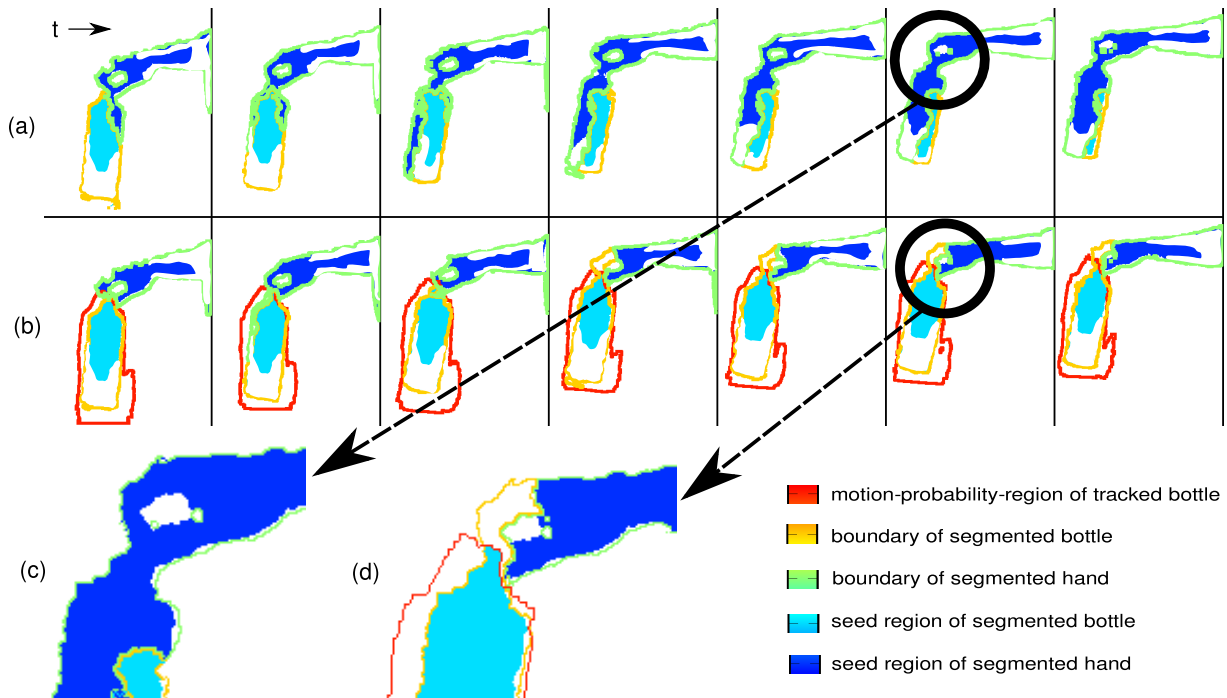 t
(a)
(b)
(c)
(d)
motion-probability-region of tracked bottle
boundary of segmented bottle
boundary of segmented hand
seed region of segmented bottle
seed region of segmented hand